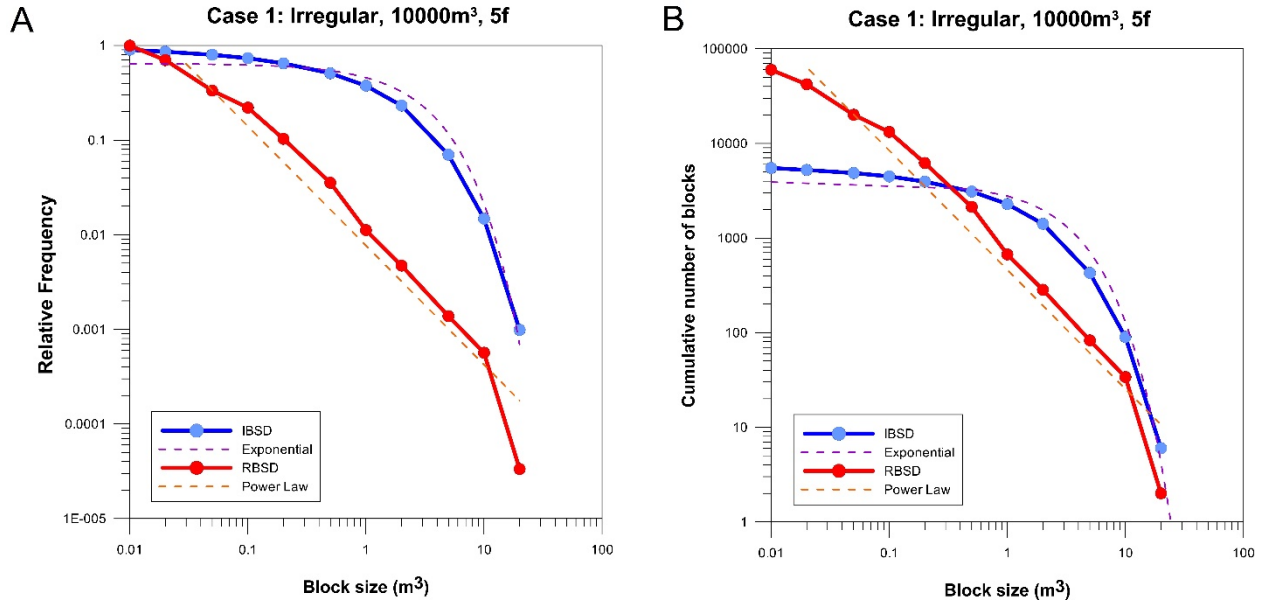 A
Case 1: Irregular, 10000m³, 5f
1
0.1
0.01
0.001
0.0001
1E-005
Relative Frequency
0.01 0.1 1 10 100
Block size (m³)
IBSD
Exponential
RBSD
Power Law
B
Case 1: Irregular, 10000m³, 5f
100000
10000
1000
100
10
1
Cumulative number of blocks
0.01 0.1 1 10 100
Block size (m³)
IBSD
Exponential
RBSD
Power Law